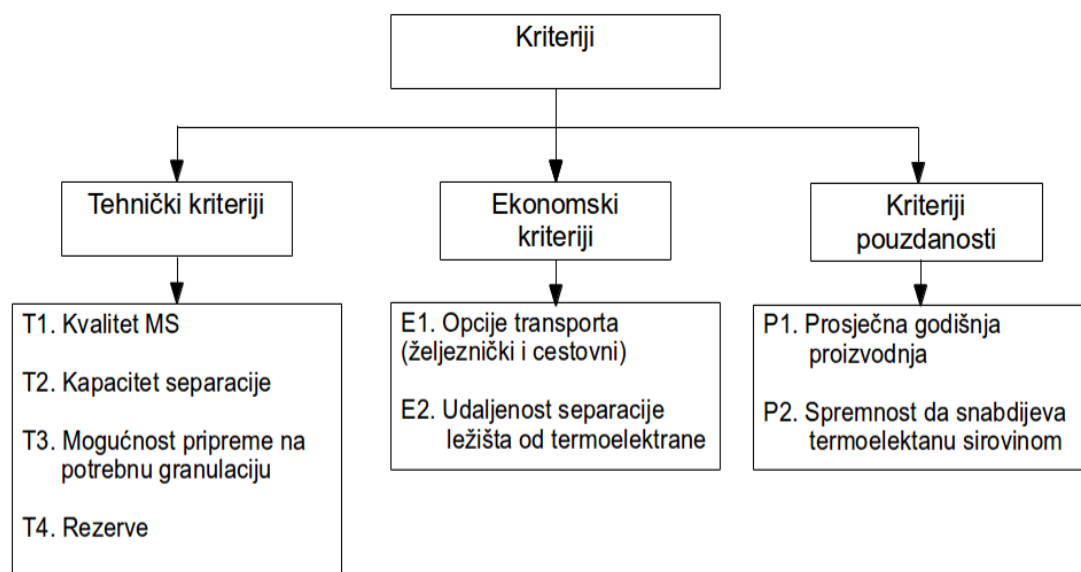 Kriteriji
Tehnički kriteriji
Ekonomski
kriteriji
Kriteriji
pouzdanosti
T1. Kvalitet MS
T2. Kapacitet separacije
T3. Mogućnost pripreme na
potrebnu granulaciju
T4. Rezerve
E1. Opcije transporta
(željeznički i cestovni)
E2. Udaljenost separacije
ležišta od termoelektrane
P1. Prosječna godišnja
proizvodnja
P2. Spremnost da snabdijeva
termoelektanu sirovinom